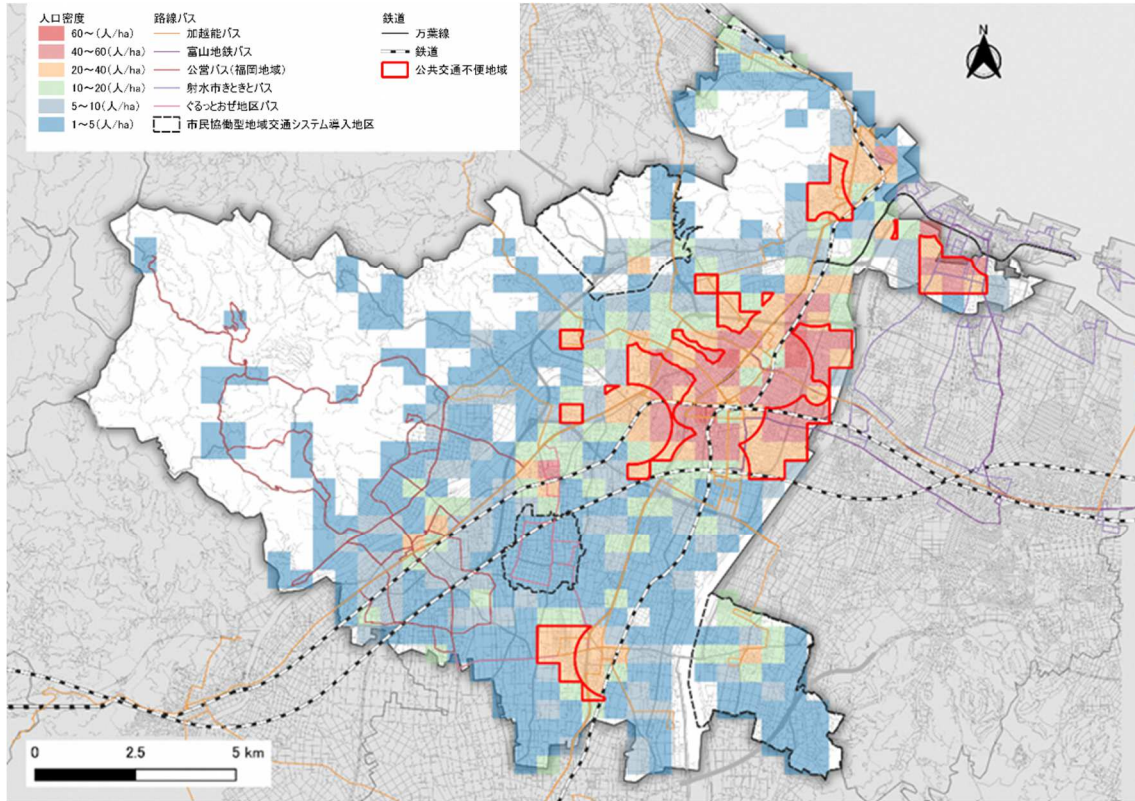 人口密度
60~(人/ha)
40~60(人/ha)
20~40(人/ha)
10~20(人/ha)
5~10(人/ha)
1~5(人/ha)
路線バス
加越能バス
富山地鉄バス
公営バス(福岡地域)
射水市きときとバス
ぐるっとおぜ地区バス
市民協働型地域交通システム導入地区
鉄道
万葉線
鉄道
公共交通不便地域
N
0 2.5 5 km